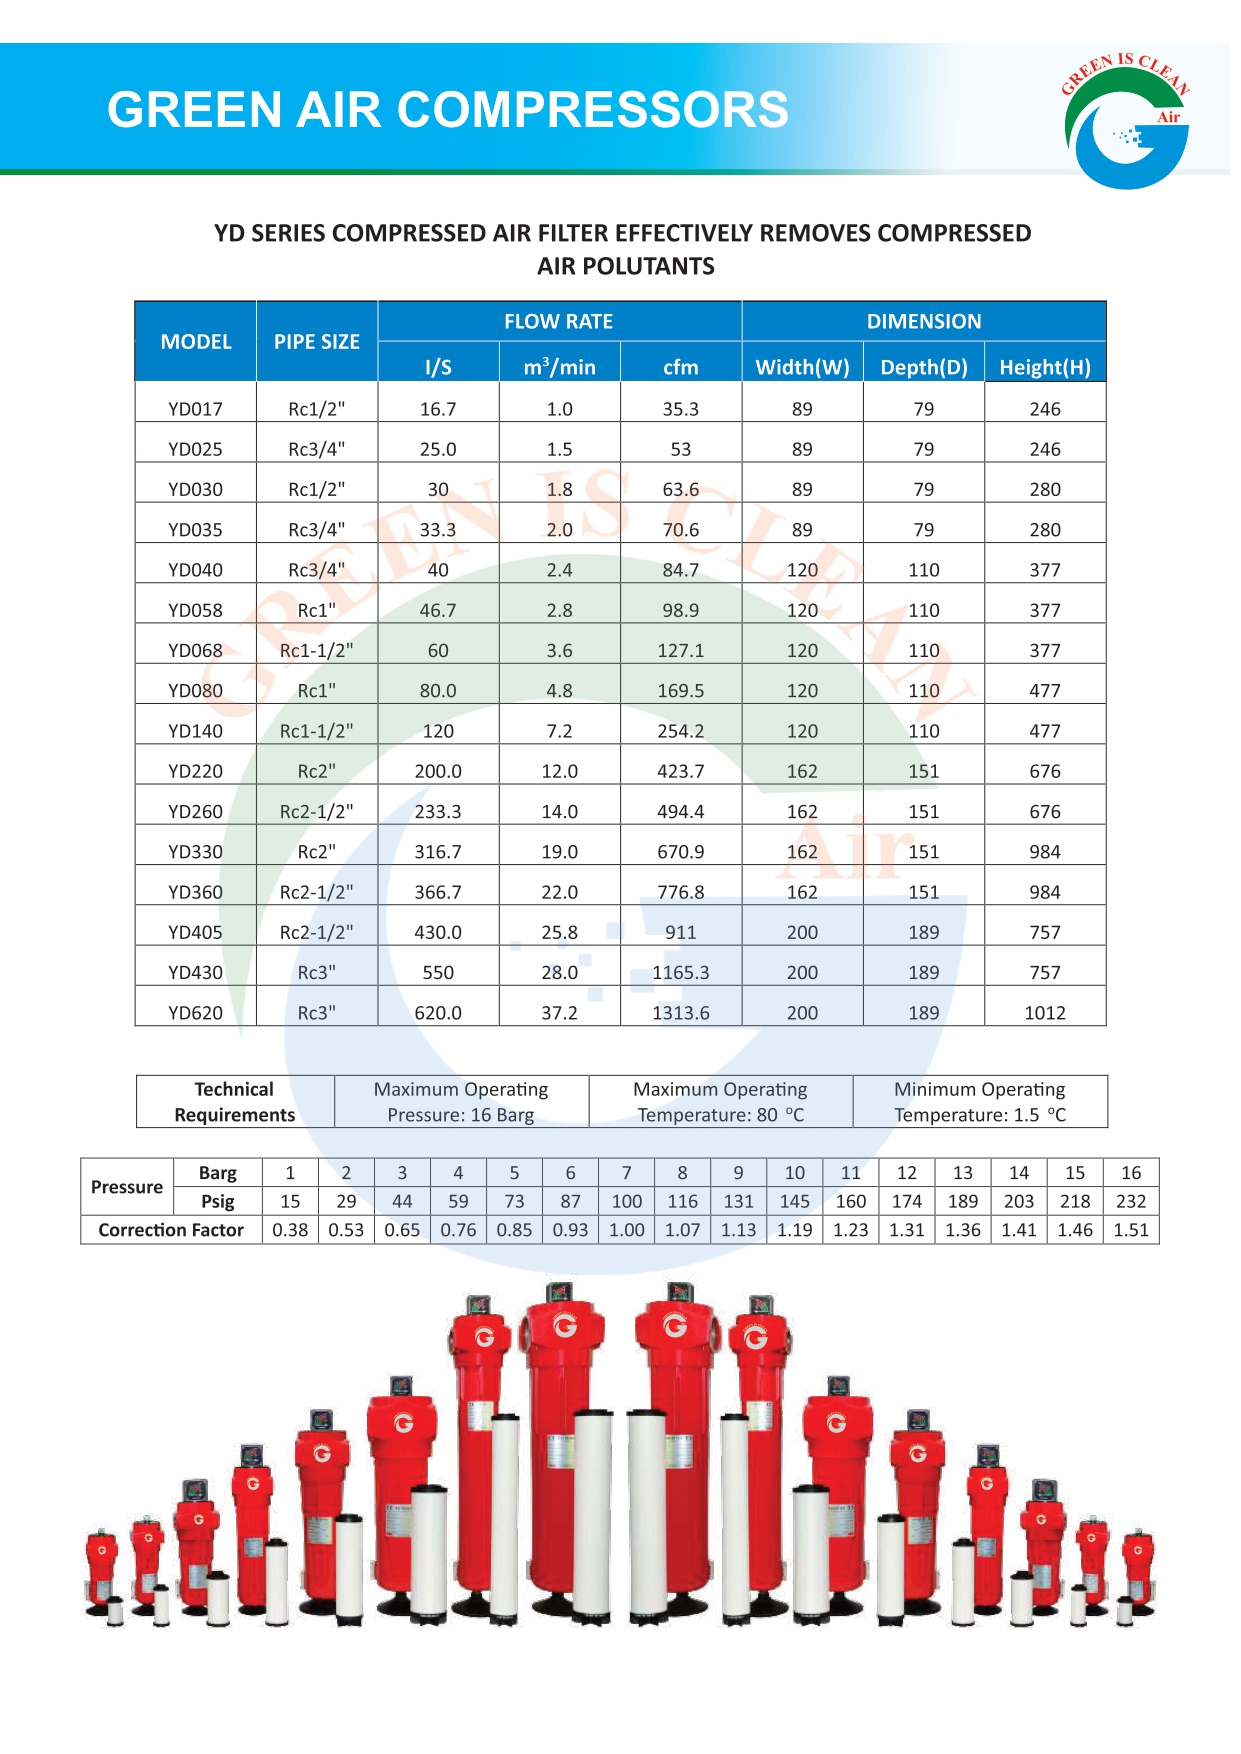 GREEN AIR COMPRESSORS
GREEN IS CLEAN
Air
YD SERIES COMPRESSED AIR FILTER EFFECTIVELY REMOVES COMPRESSED
AIR POLUTANTS
MODEL PIPE SIZE FLOW RATE DIMENSION
I/S m³/min cfm Width(W) Depth(D) Height(H)
YD017 Rc1/2" 16.7 1.0 35.3 89 79 246
YD025 Rc3/4" 25.0 1.5 53 89 79 246
YD030 Rc1/2" 30 1.8 63.6 89 79 280
YD035 Rc3/4" 33.3 2.0 70.6 89 79 280
YD040 Rc3/4" 40 2.4 84.7 120 110 377
YD058 Rc1" 46.7 2.8 98.9 120 110 377
YD068 Rc1-1/2" 60 3.6 127.1 120 110 377
YD080 Rc1" 80.0 4.8 169.5 120 110 477
YD140 Rc1-1/2" 120 7.2 254.2 120 110 477
YD220 Rc2" 200.0 12.0 423.7 162 151 676
YD260 Rc2-1/2" 233.3 14.0 494.4 162 151 676
YD330 Rc2" 316.7 19.0 670.9 162 151 984
YD360 Rc2-1/2" 366.7 22.0 776.8 162 151 984
YD405 Rc2-1/2" 430.0 25.8 911 200 189 757
YD430 Rc3" 550 28.0 1165.3 200 189 757
YD620 Rc3" 620.0 37.2 1313.6 200 189 1012
GREEN IS CLEAN
Air
Technical Maximum Operating Maximum Operating Minimum Operating
Requirements Pressure: 16 Barg Temperature: 80 ºC Temperature: 1.5 ºC
Pressure Barg 1 2 3 4 5 6 7 8 9 10 11 12 13 14 15 16
Psig 15 29 44 59 73 87 100 116 131 145 160 174 189 203 218 232
Correction Factor 0.38 0.53 0.65 0.76 0.85 0.93 1.00 1.07 1.13 1.19 1.23 1.31 1.36 1.41 1.46 1.51